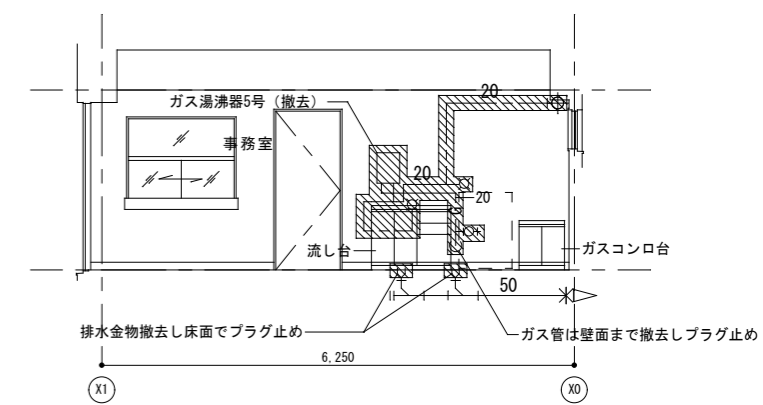 20
ガス湯沸器5号（撤去）
事務室
20
20
G
流し台
ガスコンロ台
50
排水金物撤去し床面でプラグ止め
ガス管は壁面まで撤去しプラグ止め
6,250
X1
X0